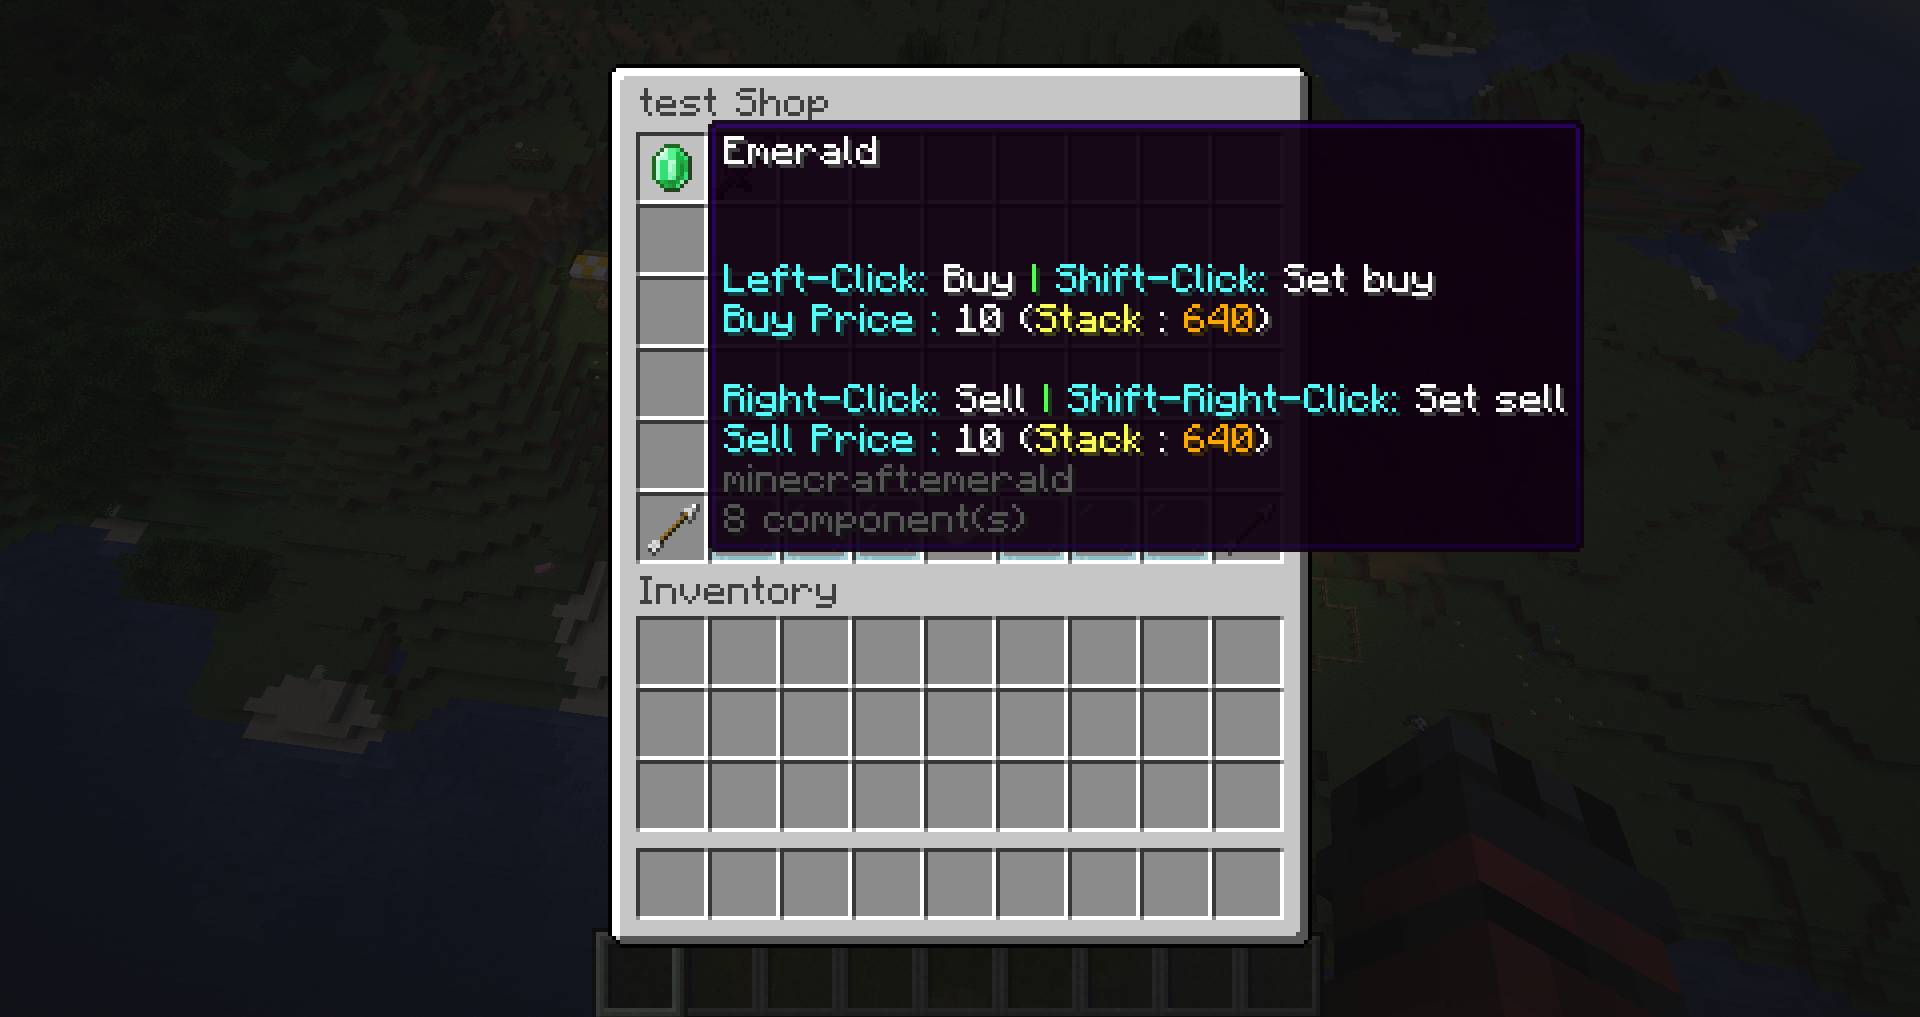 test Shop
Emerald
Left-Click: Buy | Shift-Click: Set buy
Buy Price : 10 (Stack : 640)
Right-Click: Sell | Shift-Right-Click: Set sell
Sell Price : 10 (Stack : 640)
minecraft:emerald
8 component(s)
Inventory